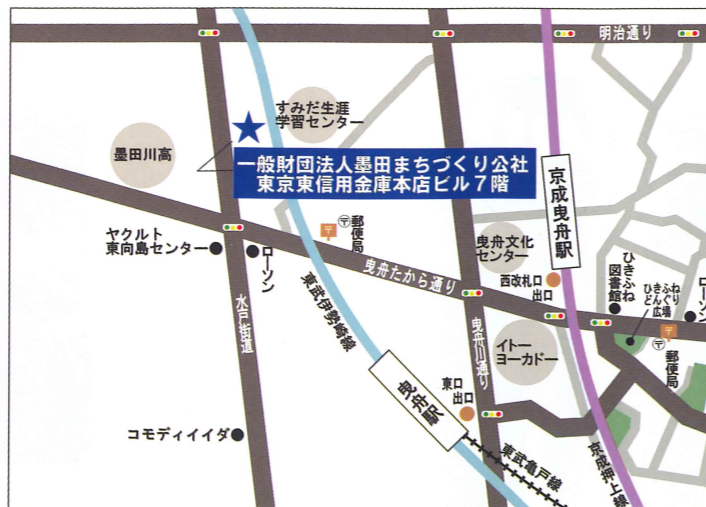 明治通り
すみだ生涯
学習センター
墨田川高
一般財団法人墨田まちづくり公社
東京東信用金庫本店ビル7階
京成曳舟駅
〒郵便局
〒
ヤクルト
東向島センター
ローソン
曳舟たから通り
曳舟文化
センター
西改札口
出口
ひきふね
図書館
ひきふね
どんぐり
広場
ローソン
〒
〒郵便局
水戸街道
東武伊勢崎線
曳舟川通り
イトー
ヨーカドー
曳舟駅
東口
出口
コモディイイダ
東武亀戸線
京成押上線